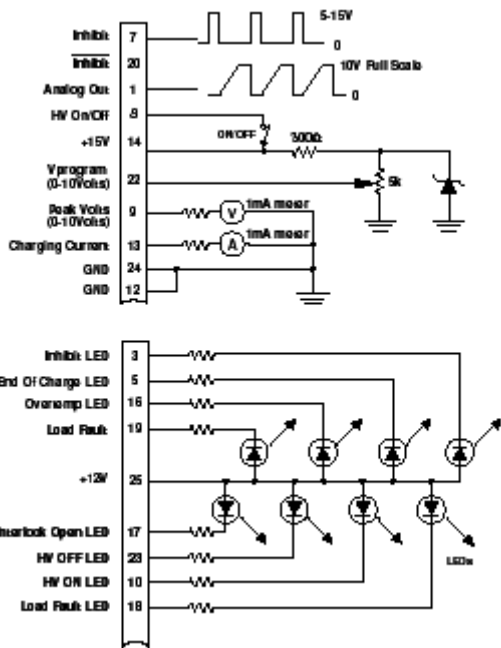 Inhibit 7
5-15V
0
Inhibit 20
10V Full Scale
Analog Out 1
0
HV On/Off 8
ON/OFF
+15V 14
300Ω
Vprogram
(0-10Volts) 22
5k
Peak Volts
(0-10Volts) 9
V 1mA meter
Charging Current 13
A 1mA meter
GND 24
GND 12
Inhibit LED 3
End Of Charge LED 5
Overtemp LED 16
Load Fault 19
+12V 25
Interlock Open LED 17
HV OFF LED 23
LEDs
HV ON LED 10
Load Fault LED 18